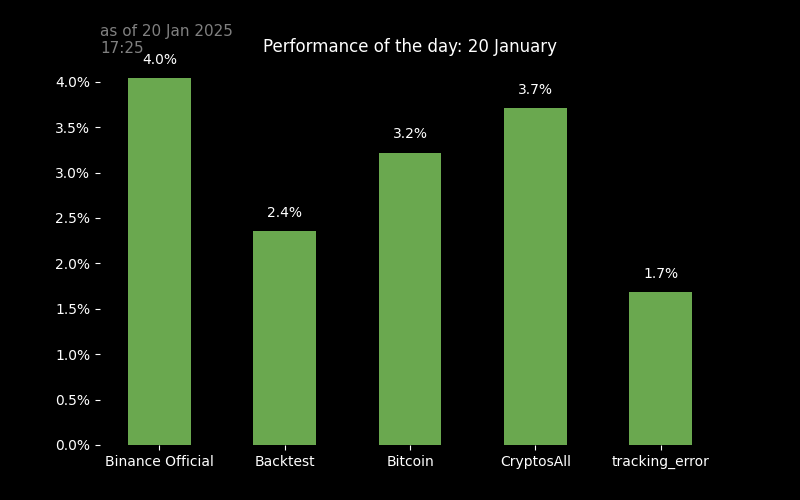 as of 20 Jan 2025
17:25
Performance of the day: 20 January
4.0%
2.4%
3.2%
3.7%
1.7%
4.0%
3.5%
3.0%
2.5%
2.0%
1.5%
1.0%
0.5%
0.0%
Binance Official
Backtest
Bitcoin
CryptosAll
tracking_error